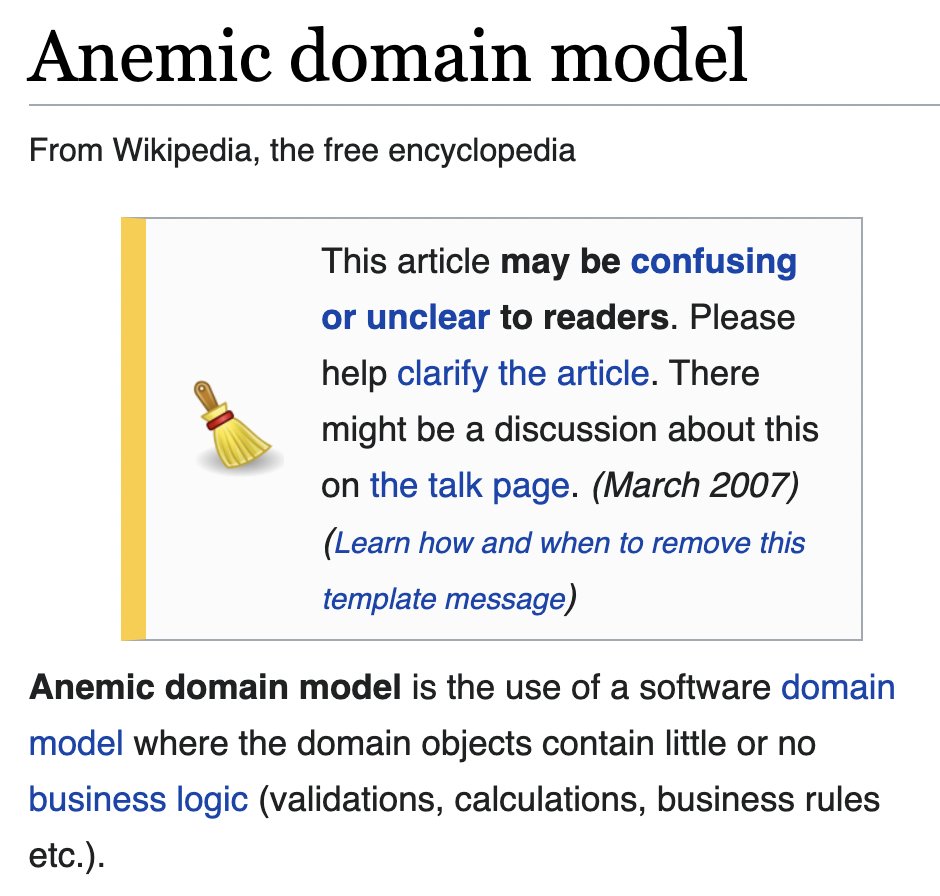 Anemic domain model
From Wikipedia, the free encyclopedia
This article may be confusing
or unclear to readers. Please
help clarify the article. There
might be a discussion about this
on the talk page. (March 2007)
(Learn how and when to remove this
template message)
Anemic domain model is the use of a software domain
model where the domain objects contain little or no
business logic (validations, calculations, business rules
etc.).